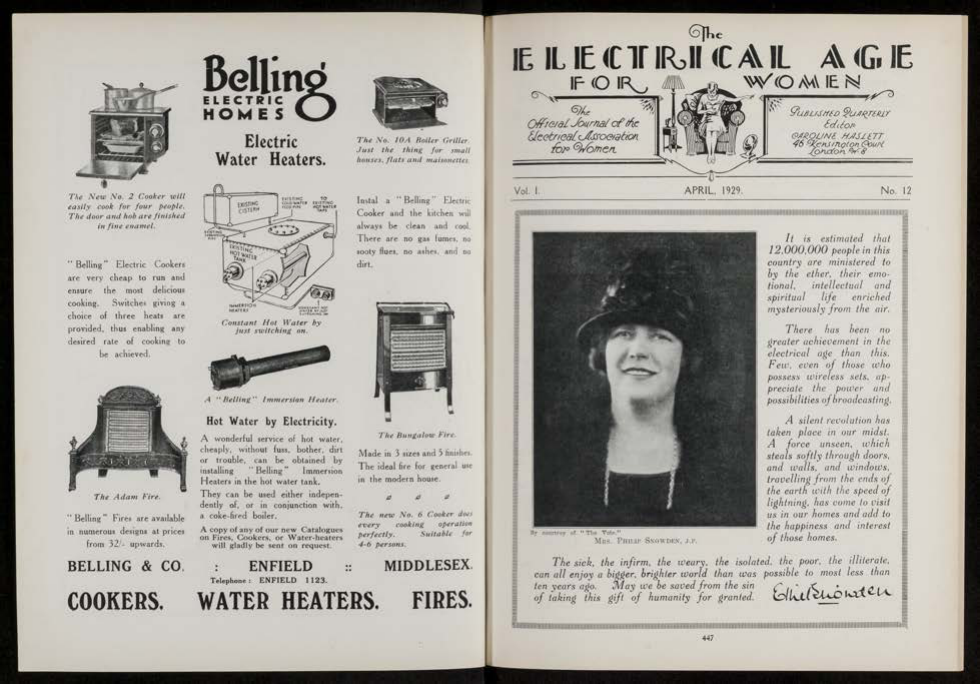 Belling
ELECTRIC
HOMES
Electric
Water Heaters.
The New No. 2 Cooker will
easily cook for four people.
The door and hob are finished
in fine enamel.
"Belling" Electric Cookers
are very cheap to run and
ensure the most delicious
cooking. Switches giving a
choice of three heats are
provided, thus enabling any
desired rate of cooking to
be achieved.
The Adam Fire.
"Belling" Fires are available
in numerous designs at prices
from 32/- upwards.
EXISTING
CISTERN
EXISTING
HOT WATER
TANK
IMMERSION
HEATERS
Constant Hot Water by
just switching on.
A "Belling" Immersion Heater.
Hot Water by Electricity.
A wonderful service of hot water,
cheaply, without fuss, bother, dirt
or trouble, can be obtained by
installing "Belling" Immersion
Heaters in the hot water tank.
They can be used either indepen-
dently of, or in conjunction with,
a coke-fired boiler.
A copy of any of our new Catalogues
on Fires, Cookers, or Water-heaters
will gladly be sent on request.
The No. 10A Boiler Griller.
Just the thing for small
houses, flats and maisonettes.
Instal a "Belling" Electric
Cooker and the kitchen will
always be clean and cool.
There are no gas fumes, no
sooty flues, no ashes, and no
dirt.
The Bungalow Fire.
Made in 3 sizes and 5 finishes.
The ideal fire for general use
in the modern house.
The new No. 6 Cooker does
every cooking operation
perfectly. Suitable for
4-6 persons.
BELLING & CO. : ENFIELD :: MIDDLESEX.
Telephone: ENFIELD 1123.
COOKERS. WATER HEATERS. FIRES.
The
ELECTRICAL AGE
FOR WOMEN
The
Official Journal of the
Electrical Association
for Women
PUBLISHED QUARTERLY
Editor
CAROLINE HASLETT
46 Kensington Court
London W.8
Vol. I. APRIL, 1929. No. 12
It is estimated that
12,000,000 people in this
country are ministered to
by the ether, their emo-
tional, intellectual and
spiritual life enriched
mysteriously from the air.
There has been no
greater achievement in the
electrical age than this.
Few, even of those who
possess wireless sets, ap-
preciate the power and
possibilities of broadcasting.
A silent revolution has
taken place in our midst.
A force unseen, which
steals softly through doors,
and walls, and windows,
travelling from the ends of
the earth with the speed of
lightning, has come to visit
us in our homes and add to
the happiness and interest
of those homes.
By courtesy of "The Vote."
MRS. PHILIP SNOWDEN, J.P.
The sick, the infirm, the weary, the isolated, the poor, the illiterate,
can all enjoy a bigger, brighter world than was possible to most less than
ten years ago. May we be saved from the sin
of taking this gift of humanity for granted.
Ethel Snowden
447